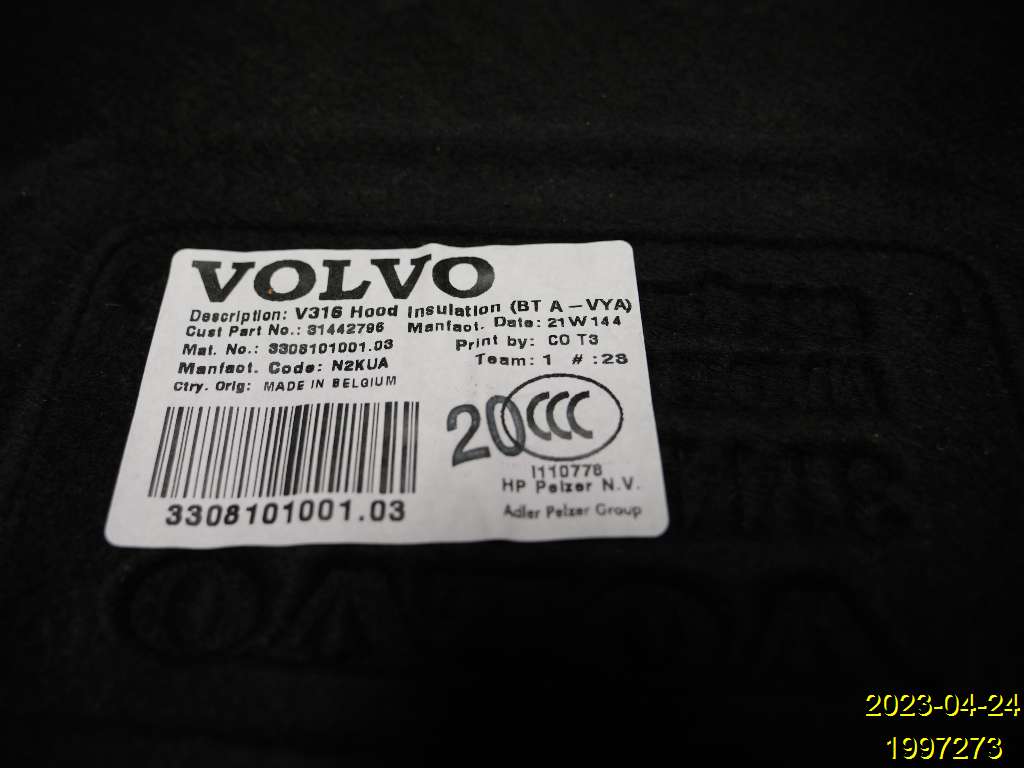 VOLVO
Description: V316 Hood Insulation (BT A-VYA)
Cust Part No.: 31442796 Manfact. Date: 21W144
Mat. No.: 3308101001.03 Print by: CO T3
Manfact. Code: N2KUA Team: 1 #:28
Ctry. Orig: MADE IN BELGIUM
20 CCC
I110778
HP Pelzer N.V.
3308101001.03 Adler Pelzer Group
2023-04-24
1997273